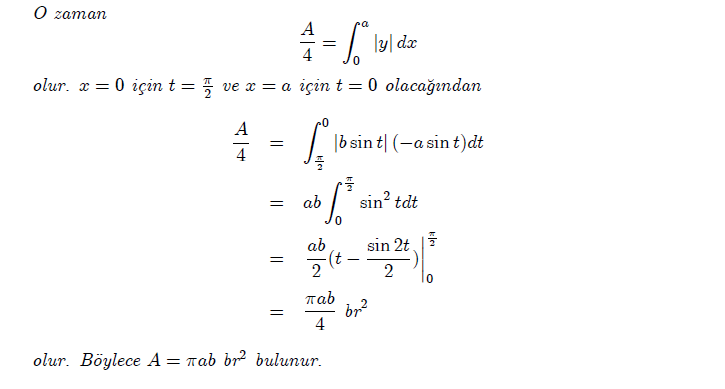 O zaman
A/4 = ∫₀ᵃ |y| dx
olur. x = 0 için t = π/2 ve x = a için t = 0 olacağından
A/4 = ∫_{π/2}^{0} |b sin t| (−a sin t)dt
= ab ∫_{0}^{π/2} sin² tdt
= ab/2 (t − sin 2t/2)|_{0}^{π/2}
= πab/4 br²
olur. Böylece A = πab br² bulunur.